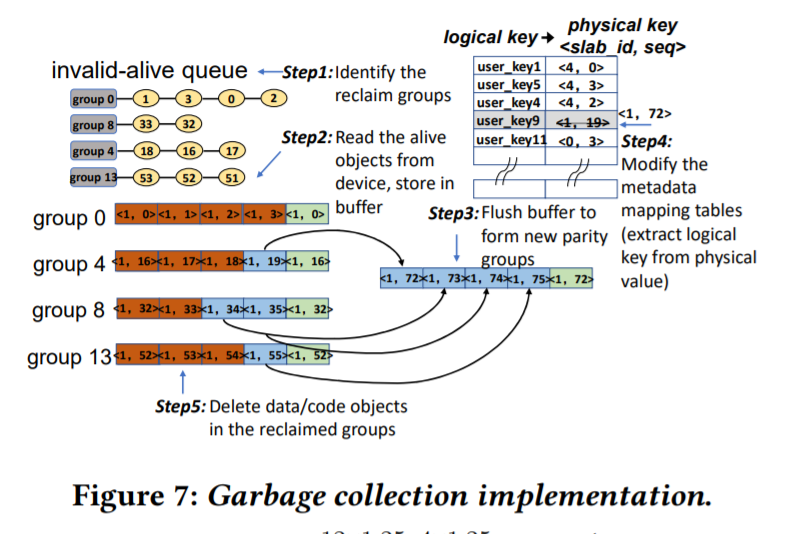 logical key → physical key
<slab_id, seq>
user_key1 <4, 0>
user_key5 <4, 3>
user_key4 <4, 2>
user_key9 <1, 19> <1, 72>
user_key11 <0, 3>
invalid-alive queue
group 0 1 3 0 2
group 8 33 32
group 4 18 16 17
group 13 53 52 51
Step1: Identify the
reclaim groups
Step2: Read the alive
objects from
device, store in
buffer
Step3: Flush buffer to
form new parity
groups
Step4:
Modify the
metadata
mapping tables
(extract logical
key from physical
value)
group 0 <1, 0> <1, 1> <1, 2> <1, 3> <1, 0>
group 4 <1, 16> <1, 17> <1, 18> <1, 19> <1, 16>
group 8 <1, 32> <1, 33> <1, 34> <1, 35> <1, 32>
group 13 <1, 52> <1, 53> <1, 54> <1, 55> <1, 52>
<1, 72> <1, 73> <1, 74> <1, 75> <1, 72>
Step5: Delete data/code objects
in the reclaimed groups
Figure 7: Garbage collection implementation.